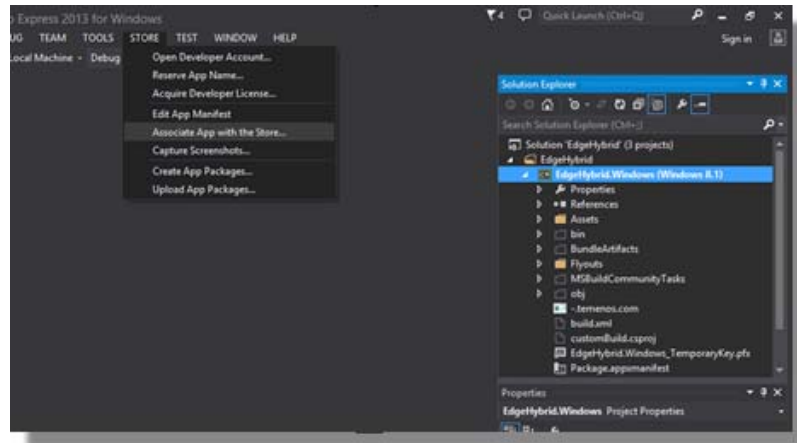 o Express 2013 for Windows
4
Quick Launch (Ctrl+Q)
UG TEAM TOOLS STORE TEST WINDOW HELP
Sign in
Local Machine Debug
Open Developer Account...
Reserve App Name...
Acquire Developer License...
Edit App Manifest
Associate App with the Store...
Capture Screenshots...
Create App Packages...
Upload App Packages...
Solution Explorer
Search Solution Explorer (Ctrl+;)
Solution 'EdgeHybrid' (3 projects)
EdgeHybrid
EdgeHybrid.Windows (Windows 8.1)
Properties
References
Assets
bin
BundleArtifacts
Flyouts
MSBuildCommunityTasks
obj
-.temenos.com
build.xml
customBuild.csproj
EdgeHybrid.Windows_TemporaryKey.pfx
Package.appxmanifest
Properties
EdgeHybrid.Windows Project Properties